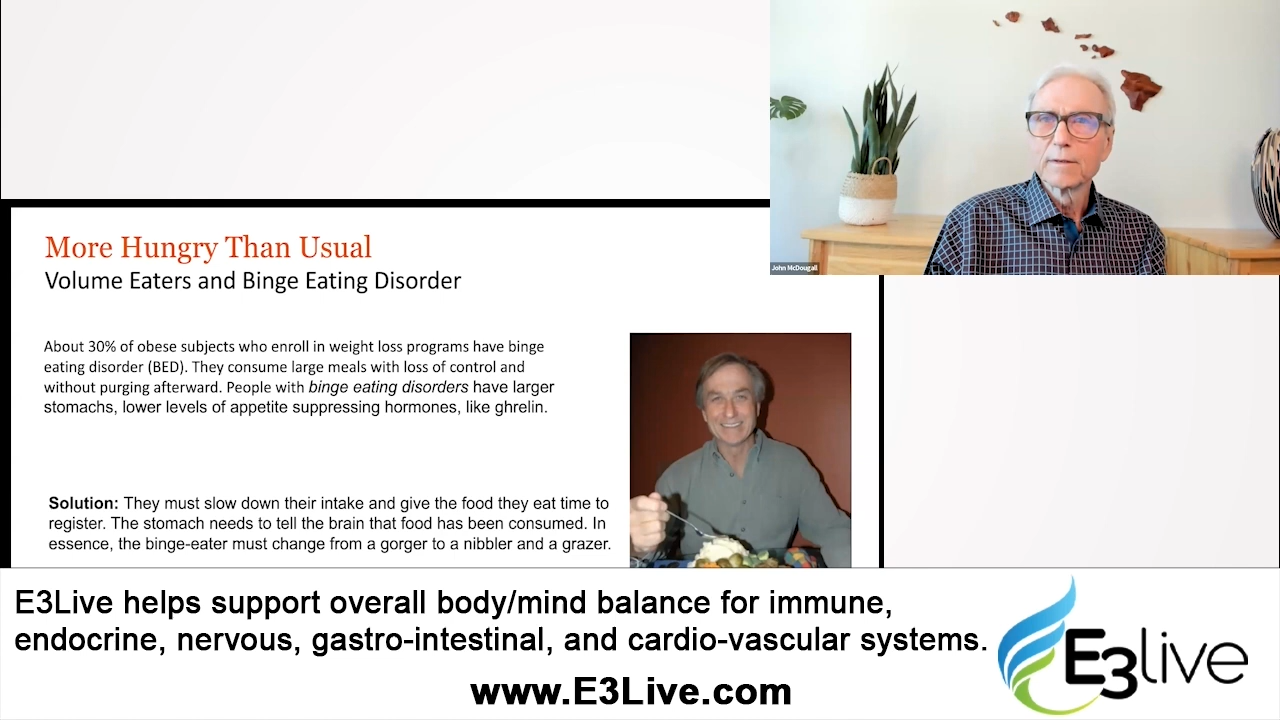 John McDougall
More Hungry Than Usual
Volume Eaters and Binge Eating Disorder
About 30% of obese subjects who enroll in weight loss programs have binge
eating disorder (BED). They consume large meals with loss of control and
without purging afterward. People with binge eating disorders have larger
stomachs, lower levels of appetite suppressing hormones, like ghrelin.
Solution: They must slow down their intake and give the food they eat time to
register. The stomach needs to tell the brain that food has been consumed. In
essence, the binge-eater must change from a gorger to a nibbler and a grazer.
E3Live helps support overall body/mind balance for immune,
endocrine, nervous, gastro-intestinal, and cardio-vascular systems.
www.E3Live.com
E3live